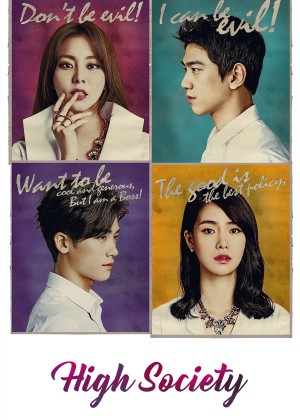 Don't be evil!
I can be
evil!
Want to be
cool and generous,
But I am a Boss!
The good is
the best policy,
High Society